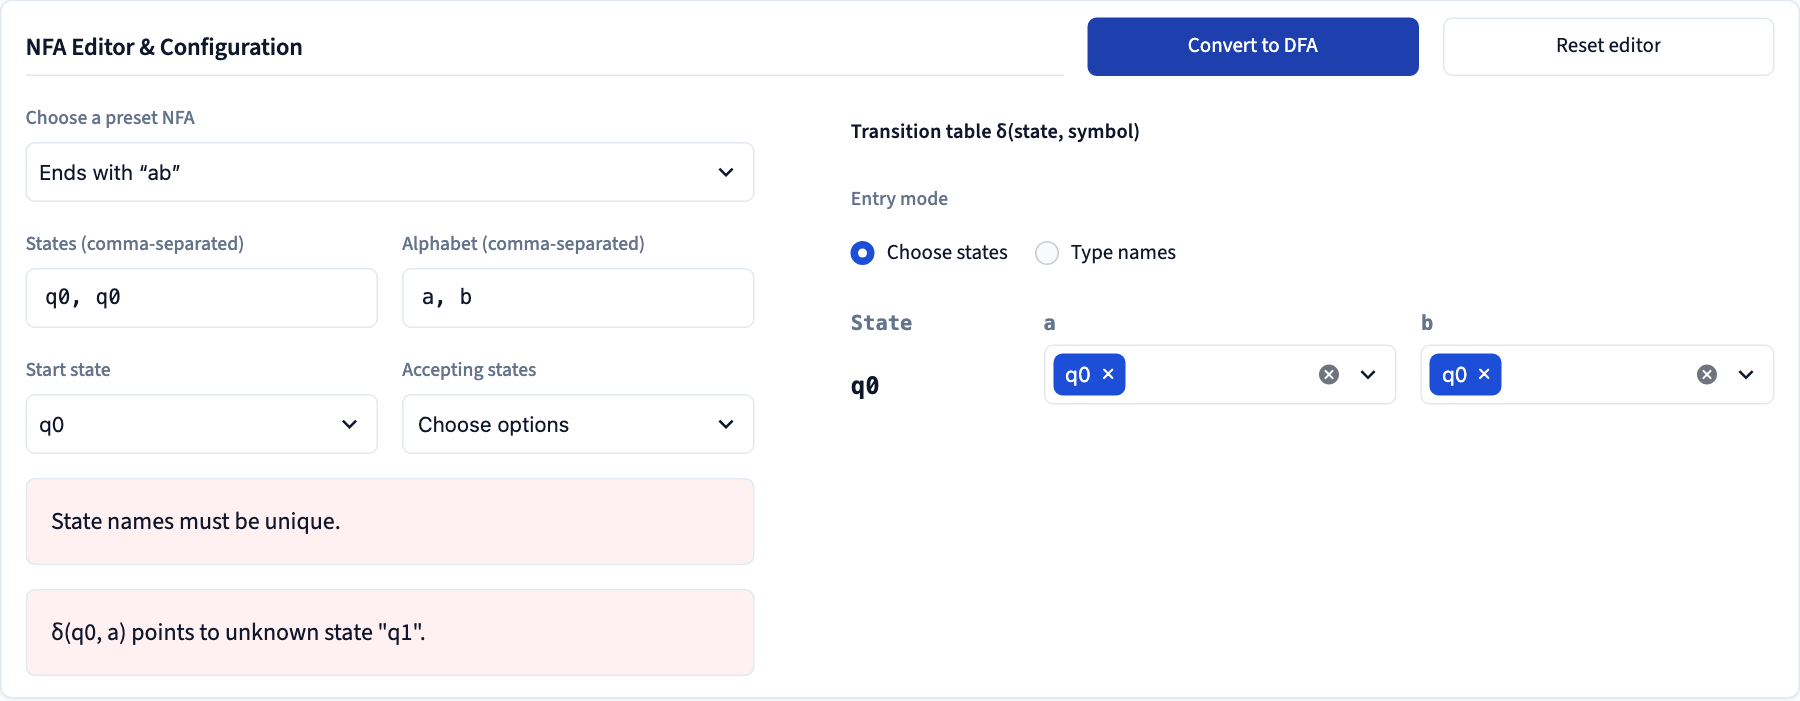 NFA Editor & Configuration
Convert to DFA
Reset editor
Choose a preset NFA
Ends with “ab”
States (comma-separated)
Alphabet (comma-separated)
q0, q0
a, b
Start state
Accepting states
q0
Choose options
State names must be unique.
δ(q0, a) points to unknown state "q1".
Transition table δ(state, symbol)
Entry mode
Choose states
Type names
State
a
b
q0
q0 ×
q0 ×